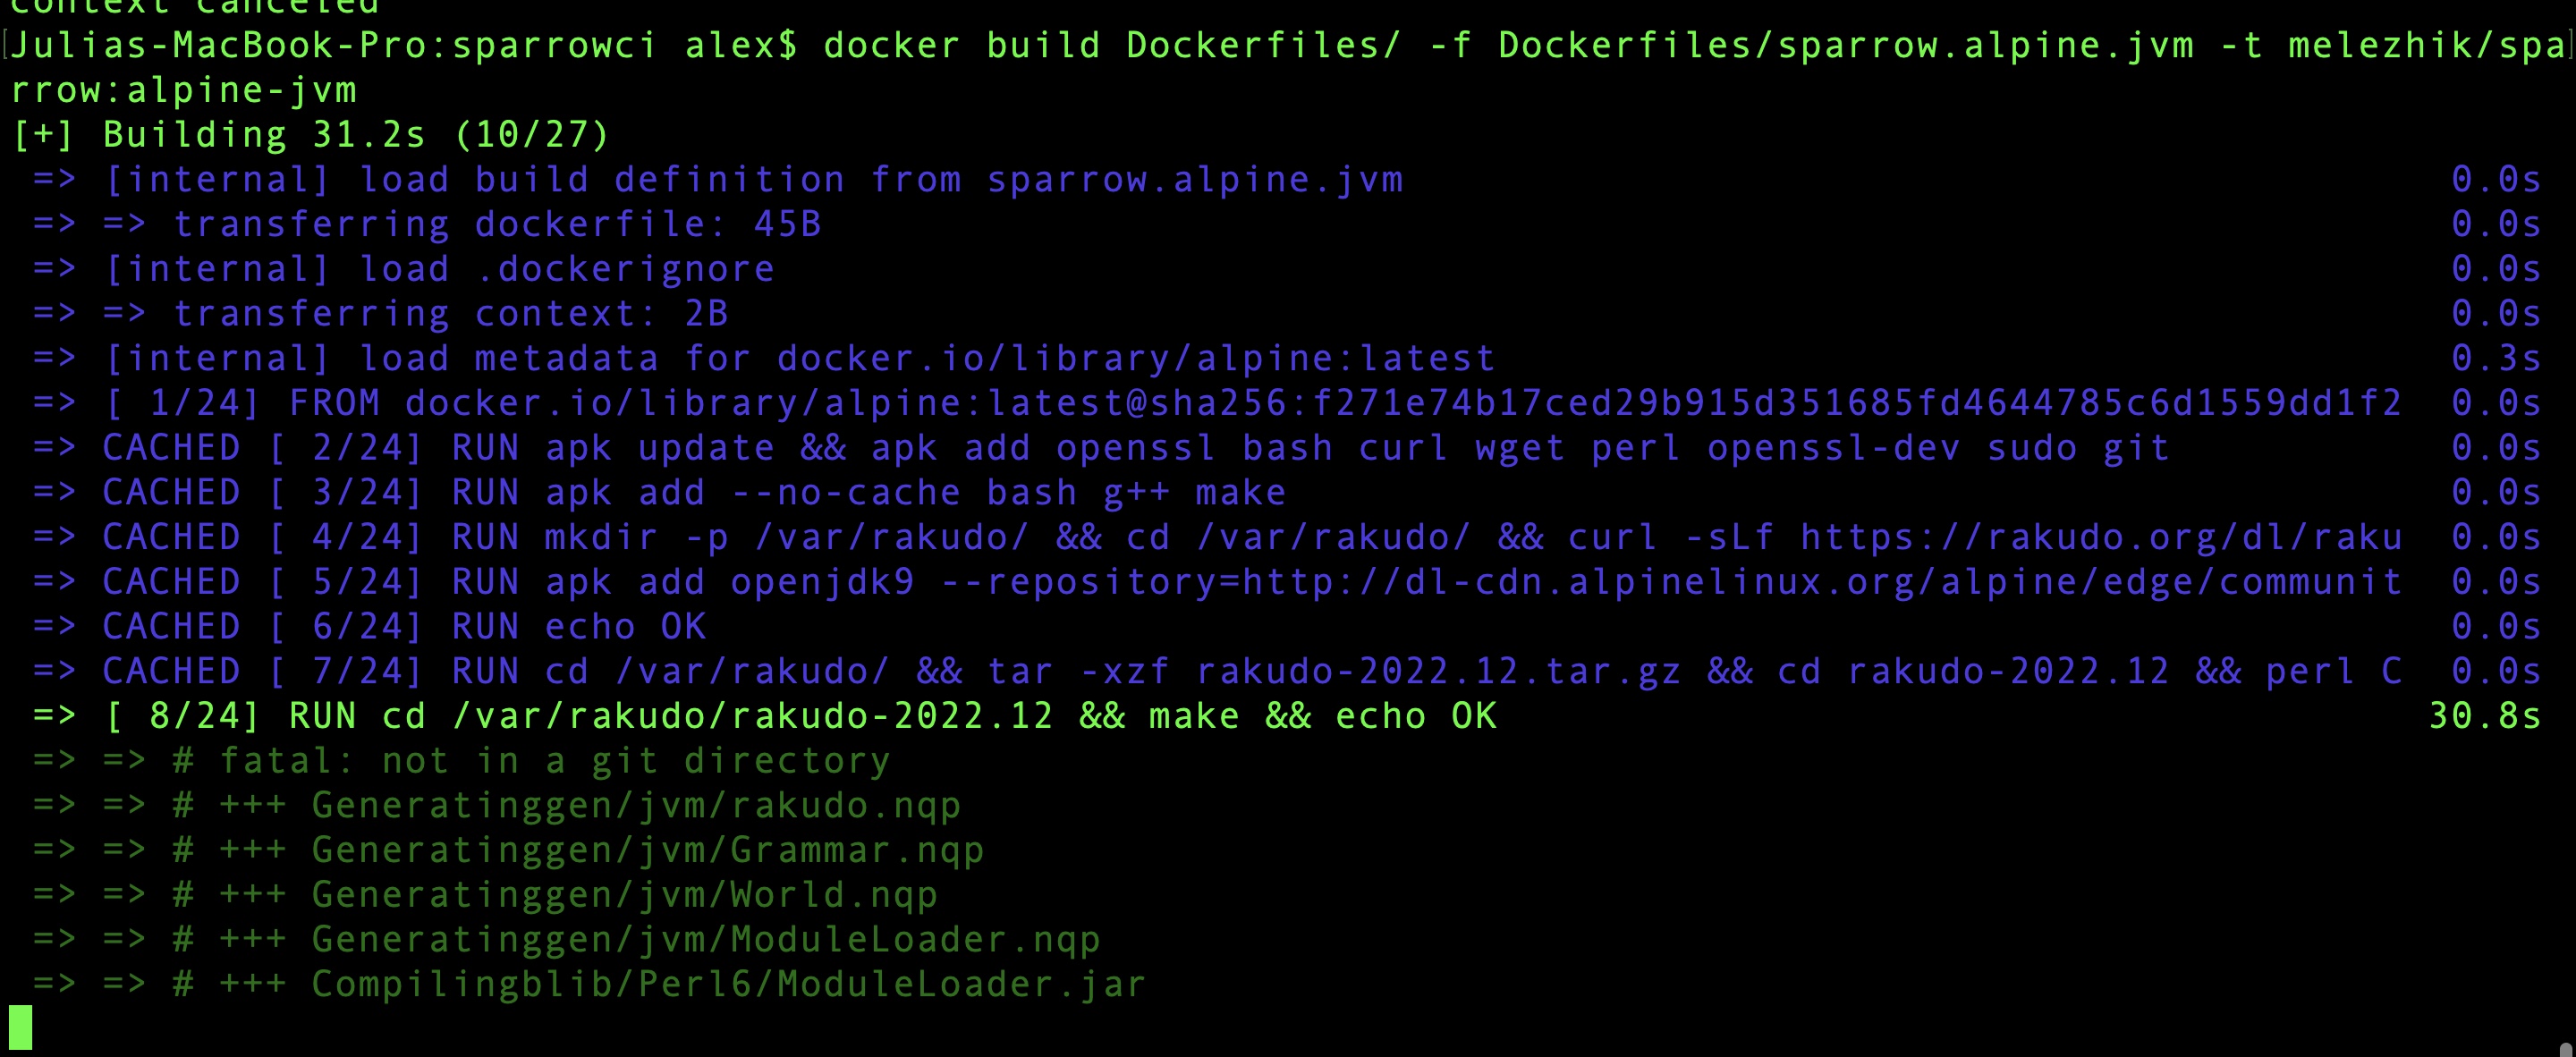 context canceled
[Julias-MacBook-Pro:sparrowci alex$ docker build Dockerfiles/ -f Dockerfiles/sparrow.alpine.jvm -t melezhik/spa]
rrow:alpine-jvm
[+] Building 31.2s (10/27)
=> [internal] load build definition from sparrow.alpine.jvm 0.0s
=> => transferring dockerfile: 45B 0.0s
=> [internal] load .dockerignore 0.0s
=> => transferring context: 2B 0.0s
=> [internal] load metadata for docker.io/library/alpine:latest 0.3s
=> [ 1/24] FROM docker.io/library/alpine:latest@sha256:f271e74b17ced29b915d351685fd4644785c6d1559dd1f2 0.0s
=> CACHED [ 2/24] RUN apk update && apk add openssl bash curl wget perl openssl-dev sudo git 0.0s
=> CACHED [ 3/24] RUN apk add --no-cache bash g++ make 0.0s
=> CACHED [ 4/24] RUN mkdir -p /var/rakudo/ && cd /var/rakudo/ && curl -sLf https://rakudo.org/dl/raku 0.0s
=> CACHED [ 5/24] RUN apk add openjdk9 --repository=http://dl-cdn.alpinelinux.org/alpine/edge/communit 0.0s
=> CACHED [ 6/24] RUN echo OK 0.0s
=> CACHED [ 7/24] RUN cd /var/rakudo/ && tar -xzf rakudo-2022.12.tar.gz && cd rakudo-2022.12 && perl C 0.0s
=> [ 8/24] RUN cd /var/rakudo/rakudo-2022.12 && make && echo OK 30.8s
=> => # fatal: not in a git directory
=> => # +++ Generatinggen/jvm/rakudo.nqp
=> => # +++ Generatinggen/jvm/Grammar.nqp
=> => # +++ Generatinggen/jvm/World.nqp
=> => # +++ Generatinggen/jvm/ModuleLoader.nqp
=> => # +++ Compilingblib/Perl6/ModuleLoader.jar